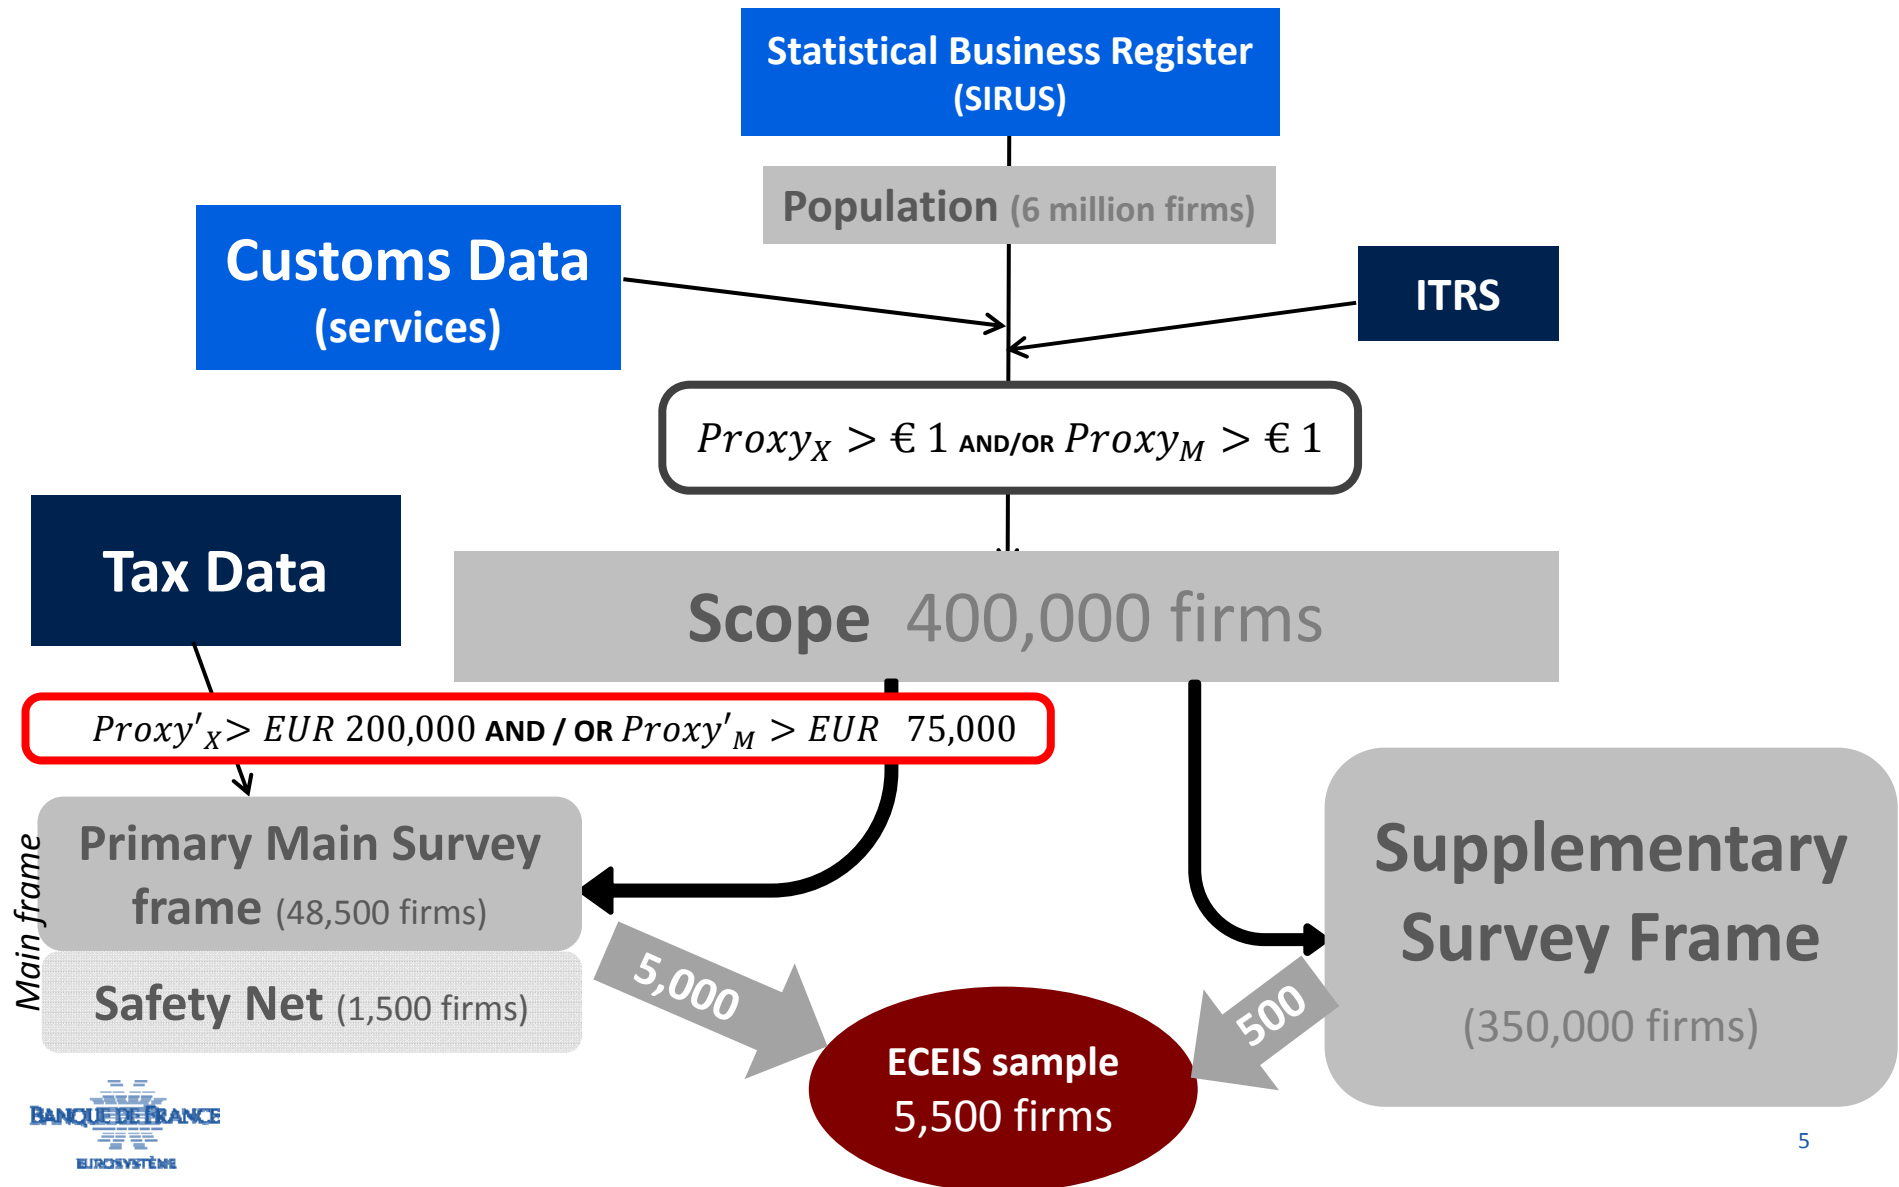 Statistical Business Register
(SIRUS)
Population (6 million firms)
Customs Data
(services)
ITRS
Proxy_X > € 1 AND/OR Proxy_M > € 1
Tax Data
Scope 400,000 firms
Proxy'_X > EUR 200,000 AND / OR Proxy'_M > EUR 75,000
Main frame
Primary Main Survey
frame (48,500 firms)
Safety Net (1,500 firms)
5,000
500
Supplementary
Survey Frame
(350,000 firms)
ECEIS sample
5,500 firms
BANQUE DE FRANCE
EUROSYSTÈME
5